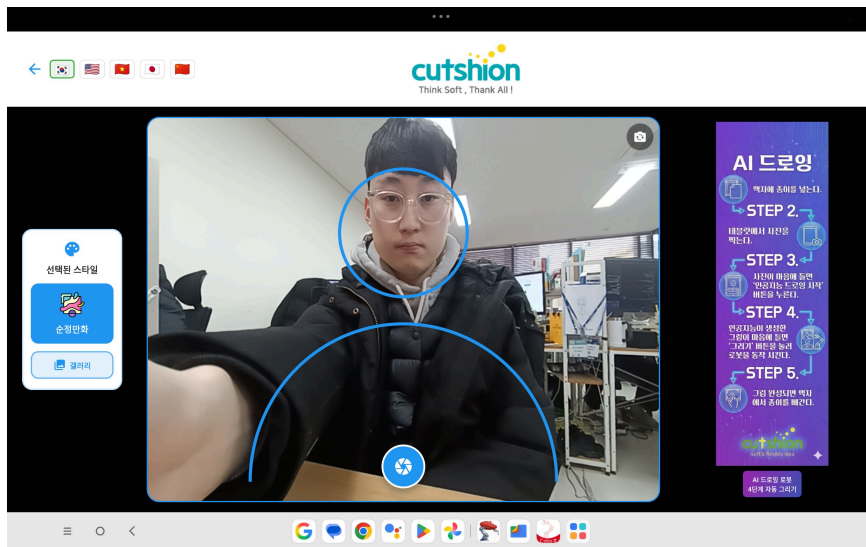 cutshion
Think Soft , Thank All !
선택된 스타일
순정만화
갤러리
AI 드로잉
액자에 종이를 넣는다.
STEP 2.
태블릿에서 사진을
찍는다.
STEP 3.
사진이 마음에 들면
'인공지능 드로잉 시작'
버튼을 누른다.
STEP 4.
인공지능이 생성한
그림이 마음에 들면
'그리기' 버튼을 눌러
로봇을 동작 시킨다.
STEP 5.
그림 완성되면 액자
에서 종이를 빼간다.
cutshion
AI 드로잉 로봇
4단계 자동 그리기